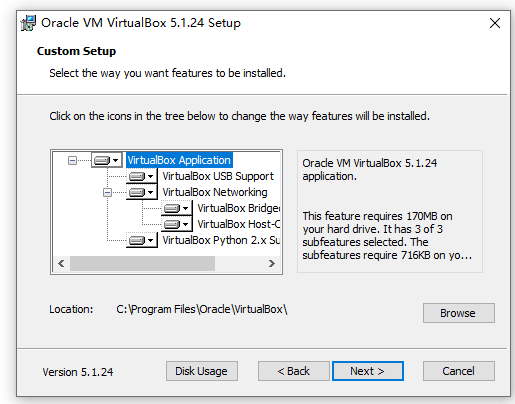 Oracle VM VirtualBox 5.1.24 Setup
Custom Setup
Select the way you want features to be installed.
Click on the icons in the tree below to change the way features will be installed.
VirtualBox Application
VirtualBox USB Support
VirtualBox Networking
VirtualBox Bridge
VirtualBox Host-C
VirtualBox Python 2.x Su
Oracle VM VirtualBox 5.1.24
application.
This feature requires 170MB on
your hard drive. It has 3 of 3
subfeatures selected. The
subfeatures require 716KB on yo...
Location: C:\Program Files\Oracle\VirtualBox\
Browse
Version 5.1.24
Disk Usage
< Back
Next >
Cancel